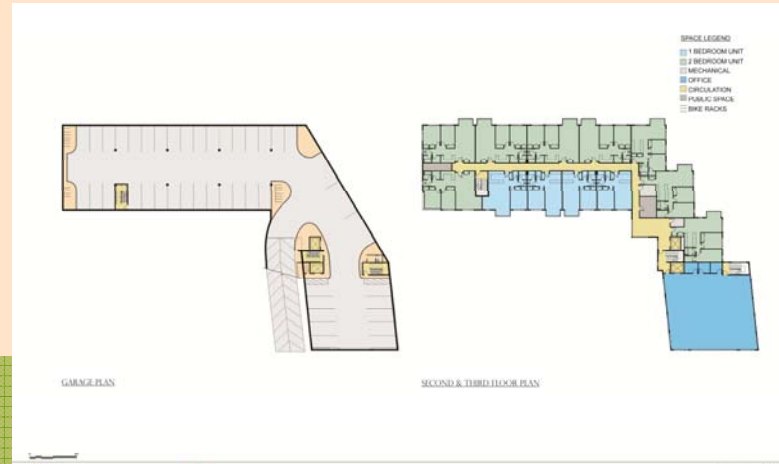 SPACE LEGEND
1 BEDROOM UNIT
2 BEDROOM UNIT
MECHANICAL
OFFICE
CIRCULATION
PUBLIC SPACE
BIKE RACKS
GARAGE PLAN
SECOND & THIRD FLOOR PLAN